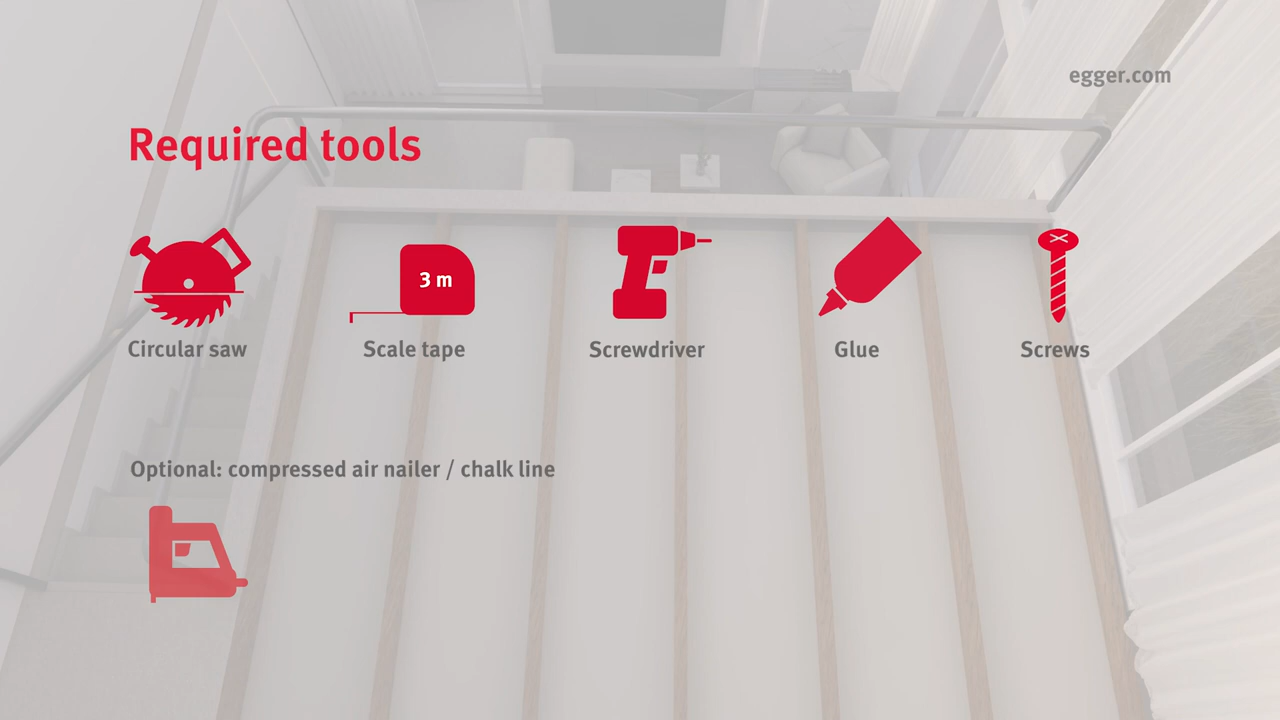 egger.com
Required tools
3 m
Circular saw
Scale tape
Screwdriver
Glue
Screws
Optional: compressed air nailer / chalk line